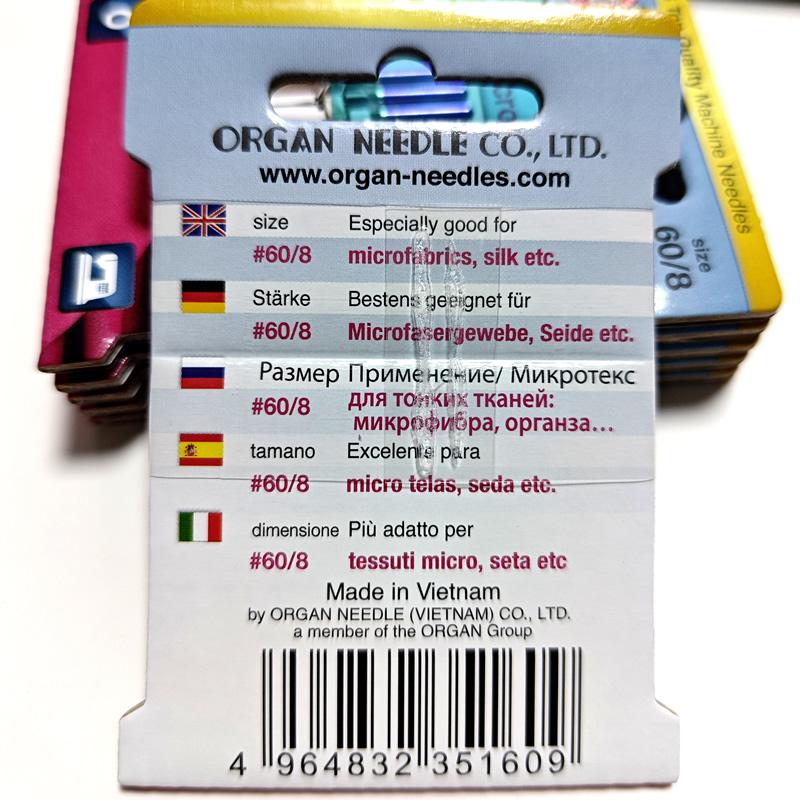 ORGAN NEEDLE CO., LTD.
www.organ-needles.com
size Especially good for
#60/8 microfabrics, silk etc.
Stärke Bestens geeignet für
#60/8 Microfasergewebe, Seide etc.
Размер Применение/ Микротекс
#60/8 для тонких тканей:
микрофибра, органза...
tamano Excelente para
#60/8 micro telas, seda etc.
dimensione Più adatto per
#60/8 tessuti micro, seta etc
Made in Vietnam
by ORGAN NEEDLE (VIETNAM) CO., LTD.
a member of the ORGAN Group
4 964832 351609
Quality Machine Needles
size
60/8